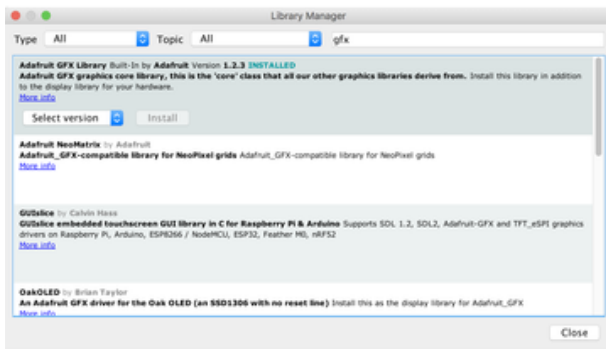 Library Manager
Type All Topic All gfx
Adafruit GFX Library Built-In by Adafruit Version 1.2.3 INSTALLED
Adafruit GFX graphics core library, this is the 'core' class that all our other graphics libraries derive from. Install this library in addition
to the display library for your hardware.
More info
Select version Install
Adafruit NeoMatrix by Adafruit
Adafruit_GFX-compatible library for NeoPixel grids Adafruit_GFX-compatible library for NeoPixel grids
More info
GUIslice by Calvin Hass
GUIslice embedded touchscreen GUI library in C for Raspberry Pi & Arduino Supports SDL 1.2, SDL2, Adafruit-GFX and TFT_eSPI graphics
drivers on Raspberry Pi, Arduino, ESP8266 / NodeMCU, ESP32, Feather M0, nRF52
More info
OakOLED by Brian Taylor
An Adafruit GFX driver for the Oak OLED (an SSD1306 with no reset line) Install this as the display library for Adafruit_GFX
More info
Close